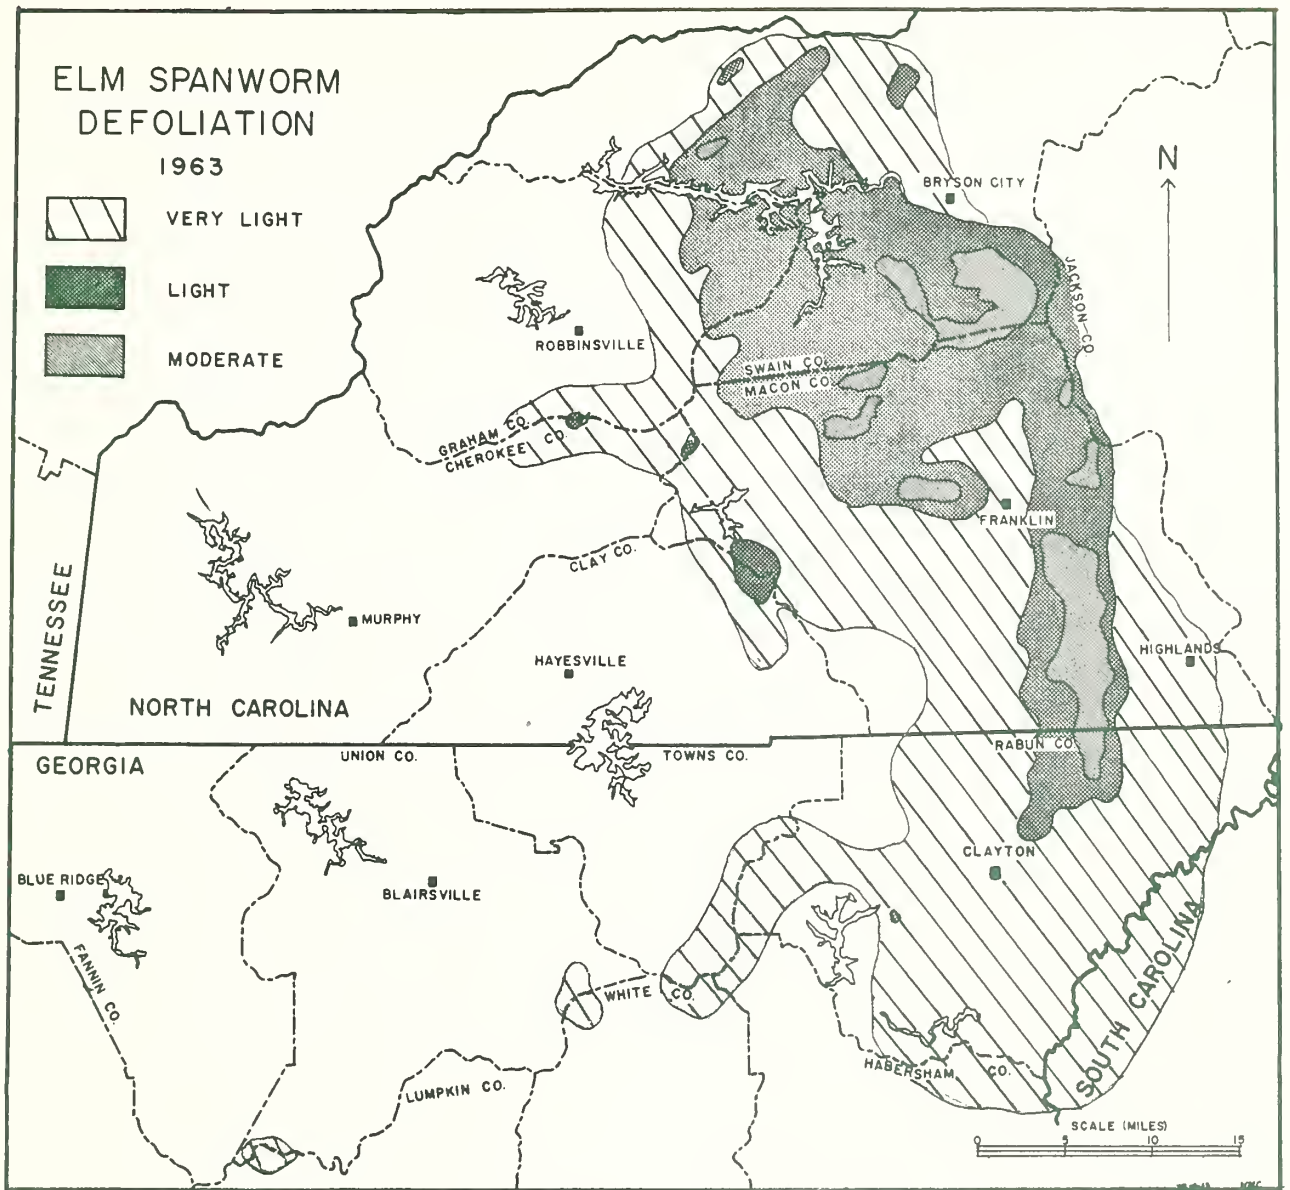 ELM SPANWORM
DEFOLIATION
1963
VERY LIGHT
LIGHT
MODERATE
N
BRYSON CITY
JACKSON CO.
ROBBINSVILLE
SWAIN CO.
MACON CO.
GRAHAM CO.
CHEROKEE CO.
FRANKLIN
CLAY CO.
TENNESSEE
MURPHY
HAYESVILLE
HIGHLANDS
NORTH CAROLINA
GEORGIA
UNION CO.
TOWNS CO.
RABUN CO.
CLAYTON
BLUE RIDGE
BLAIRSVILLE
FANNIN CO.
WHITE CO.
SOUTH CAROLINA
HABERSHAM CO.
LUMPKIN CO.
SCALE (MILES)
0 5 10 15